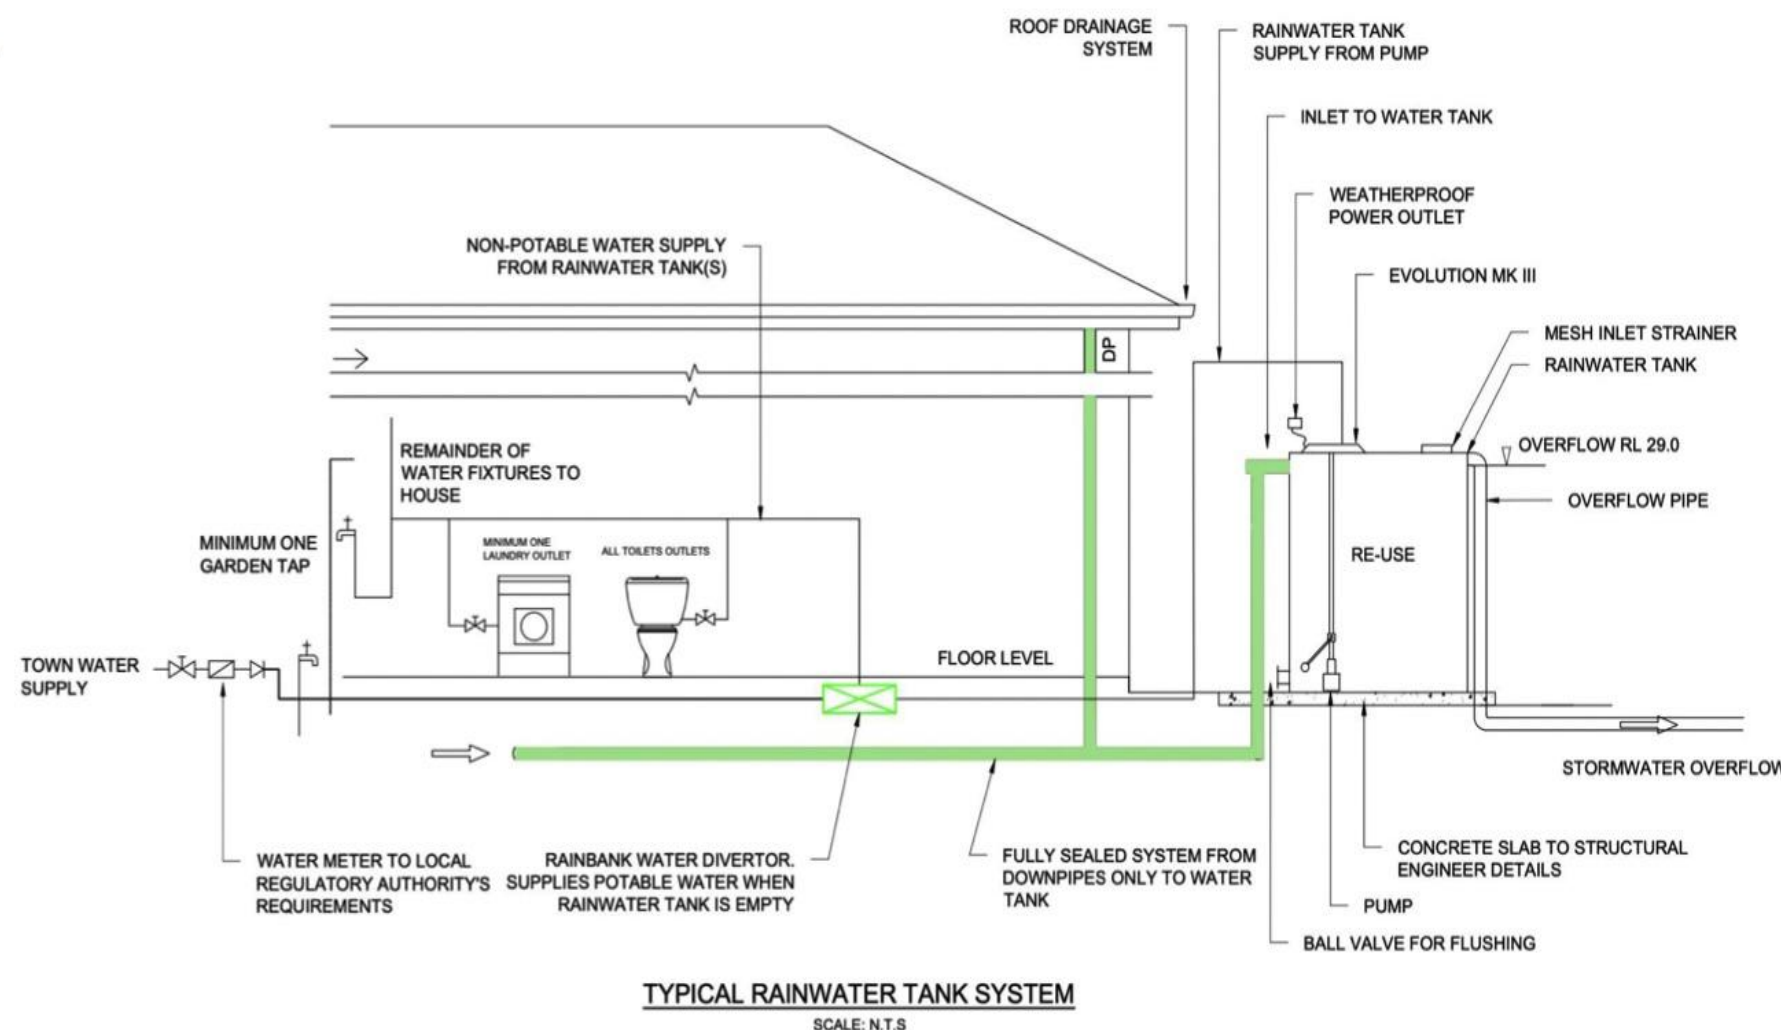 ROOF DRAINAGE
SYSTEM
RAINWATER TANK
SUPPLY FROM PUMP
INLET TO WATER TANK
WEATHERPROOF
POWER OUTLET
NON-POTABLE WATER SUPPLY
FROM RAINWATER TANK(S)
EVOLUTION MK III
MESH INLET STRAINER
RAINWATER TANK
DP
OVERFLOW RL 29.0
OVERFLOW PIPE
REMAINDER OF
WATER FIXTURES TO
HOUSE
MINIMUM ONE
GARDEN TAP
MINIMUM ONE
LAUNDRY OUTLET
ALL TOILETS OUTLETS
RE-USE
TOWN WATER
SUPPLY
FLOOR LEVEL
STORMWATER OVERFLOW
WATER METER TO LOCAL
REGULATORY AUTHORITY'S
REQUIREMENTS
RAINBANK WATER DIVERTOR.
SUPPLIES POTABLE WATER WHEN
RAINWATER TANK IS EMPTY
FULLY SEALED SYSTEM FROM
DOWNPIPES ONLY TO WATER
TANK
CONCRETE SLAB TO STRUCTURAL
ENGINEER DETAILS
PUMP
BALL VALVE FOR FLUSHING
TYPICAL RAINWATER TANK SYSTEM
SCALE: N.T.S